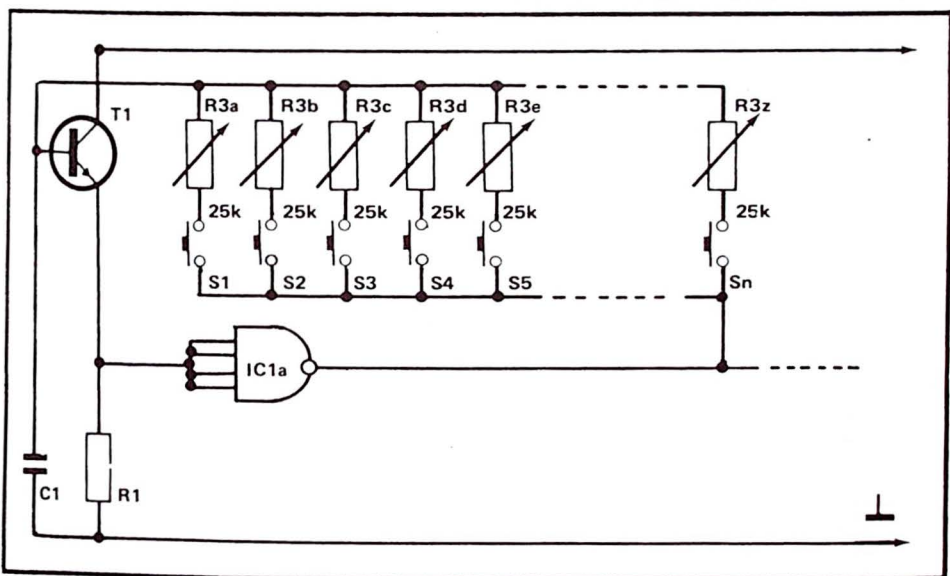 T1
R3a R3b R3c R3d R3e R3z
25k 25k 25k 25k 25k 25k
S1 S2 S3 S4 S5 Sn
IC1a
C1 R1